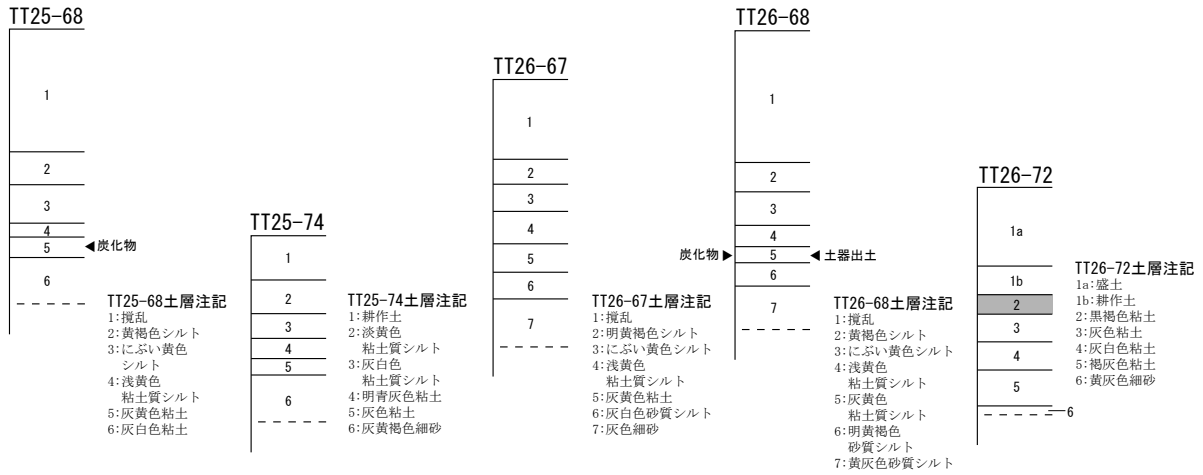 TT25-68
1
2
3
4
5
◀炭化物
6
TT25-68土層注記
1:撹乱
2:黄褐色シルト
3:にぶい黄色
シルト
4:浅黄色
粘土質シルト
5:灰黄色粘土
6:灰白色粘土
TT25-74
1
2
3
4
5
6
TT25-74土層注記
1:耕作土
2:淡黄色
粘土質シルト
3:灰白色
粘土質シルト
4:明青灰色粘土
5:灰色粘土
6:灰黄褐色細砂
TT26-67
1
2
3
4
5
6
7
TT26-67土層注記
1:撹乱
2:明黄褐色シルト
3:にぶい黄色シルト
4:浅黄色
粘土質シルト
5:灰黄色粘土
6:灰白色砂質シルト
7:灰色細砂
TT26-68
1
2
3
4
炭化物▶ 5 ◀土器出土
6
7
TT26-68土層注記
1:撹乱
2:黄褐色シルト
3:にぶい黄色シルト
4:浅黄色
粘土質シルト
5:灰黄色
粘土質シルト
6:明黄褐色
砂質シルト
7:黄灰色砂質シルト
TT26-72
1a
1b
2
3
4
5
6
TT26-72土層注記
1a:盛土
1b:耕作土
2:黒褐色粘土
3:灰色粘土
4:灰白色粘土
5:褐灰色粘土
6:黄灰色細砂